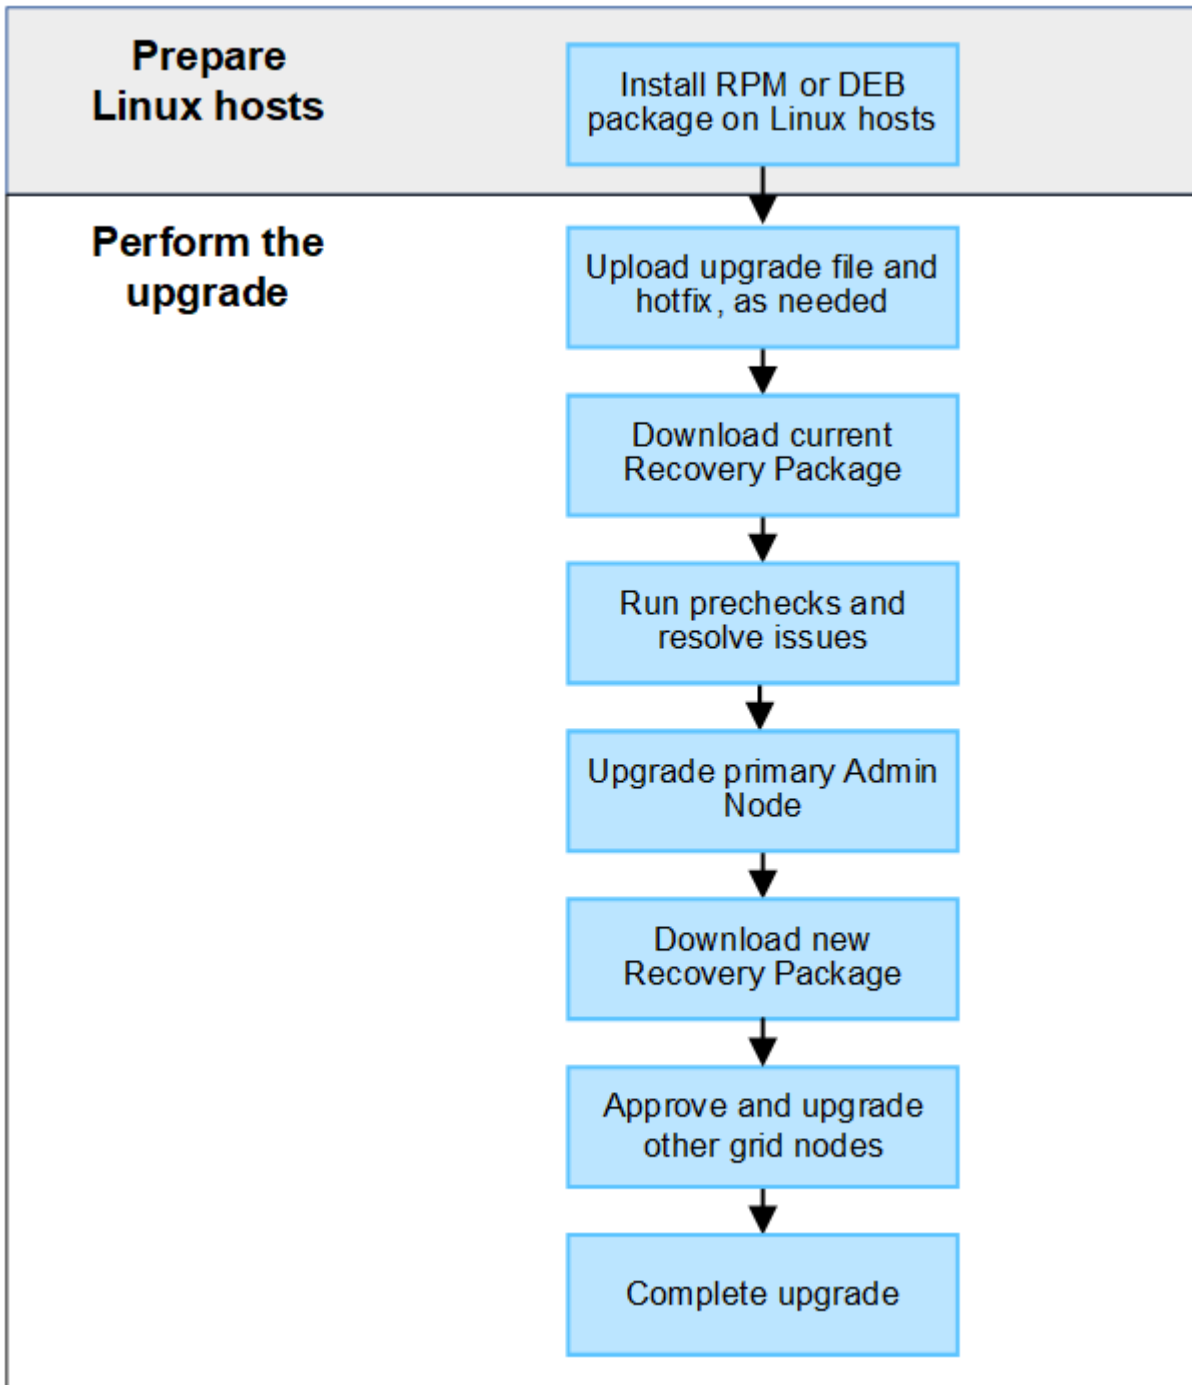 Prepare
Linux hosts
Install RPM or DEB
package on Linux hosts
Perform the
upgrade
Upload upgrade file and
hotfix, as needed
Download current
Recovery Package
Run prechecks and
resolve issues
Upgrade primary Admin
Node
Download new
Recovery Package
Approve and upgrade
other grid nodes
Complete upgrade